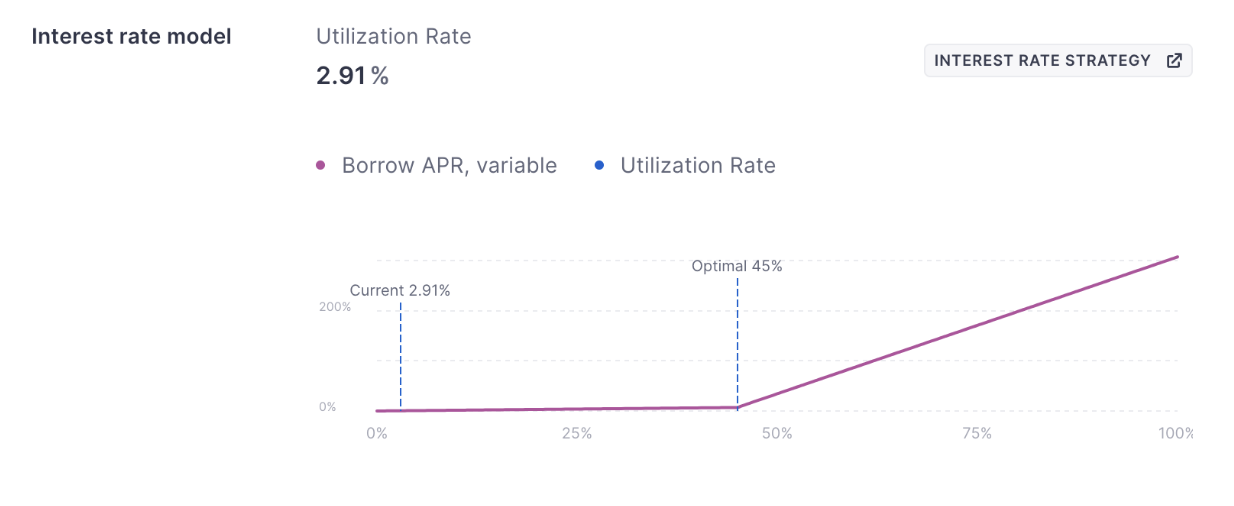 Interest rate model
Utilization Rate
2.91 %
INTEREST RATE STRATEGY
Borrow APR, variable
Utilization Rate
Optimal 45%
Current 2.91%
200%
0%
0%
25%
50%
75%
100%